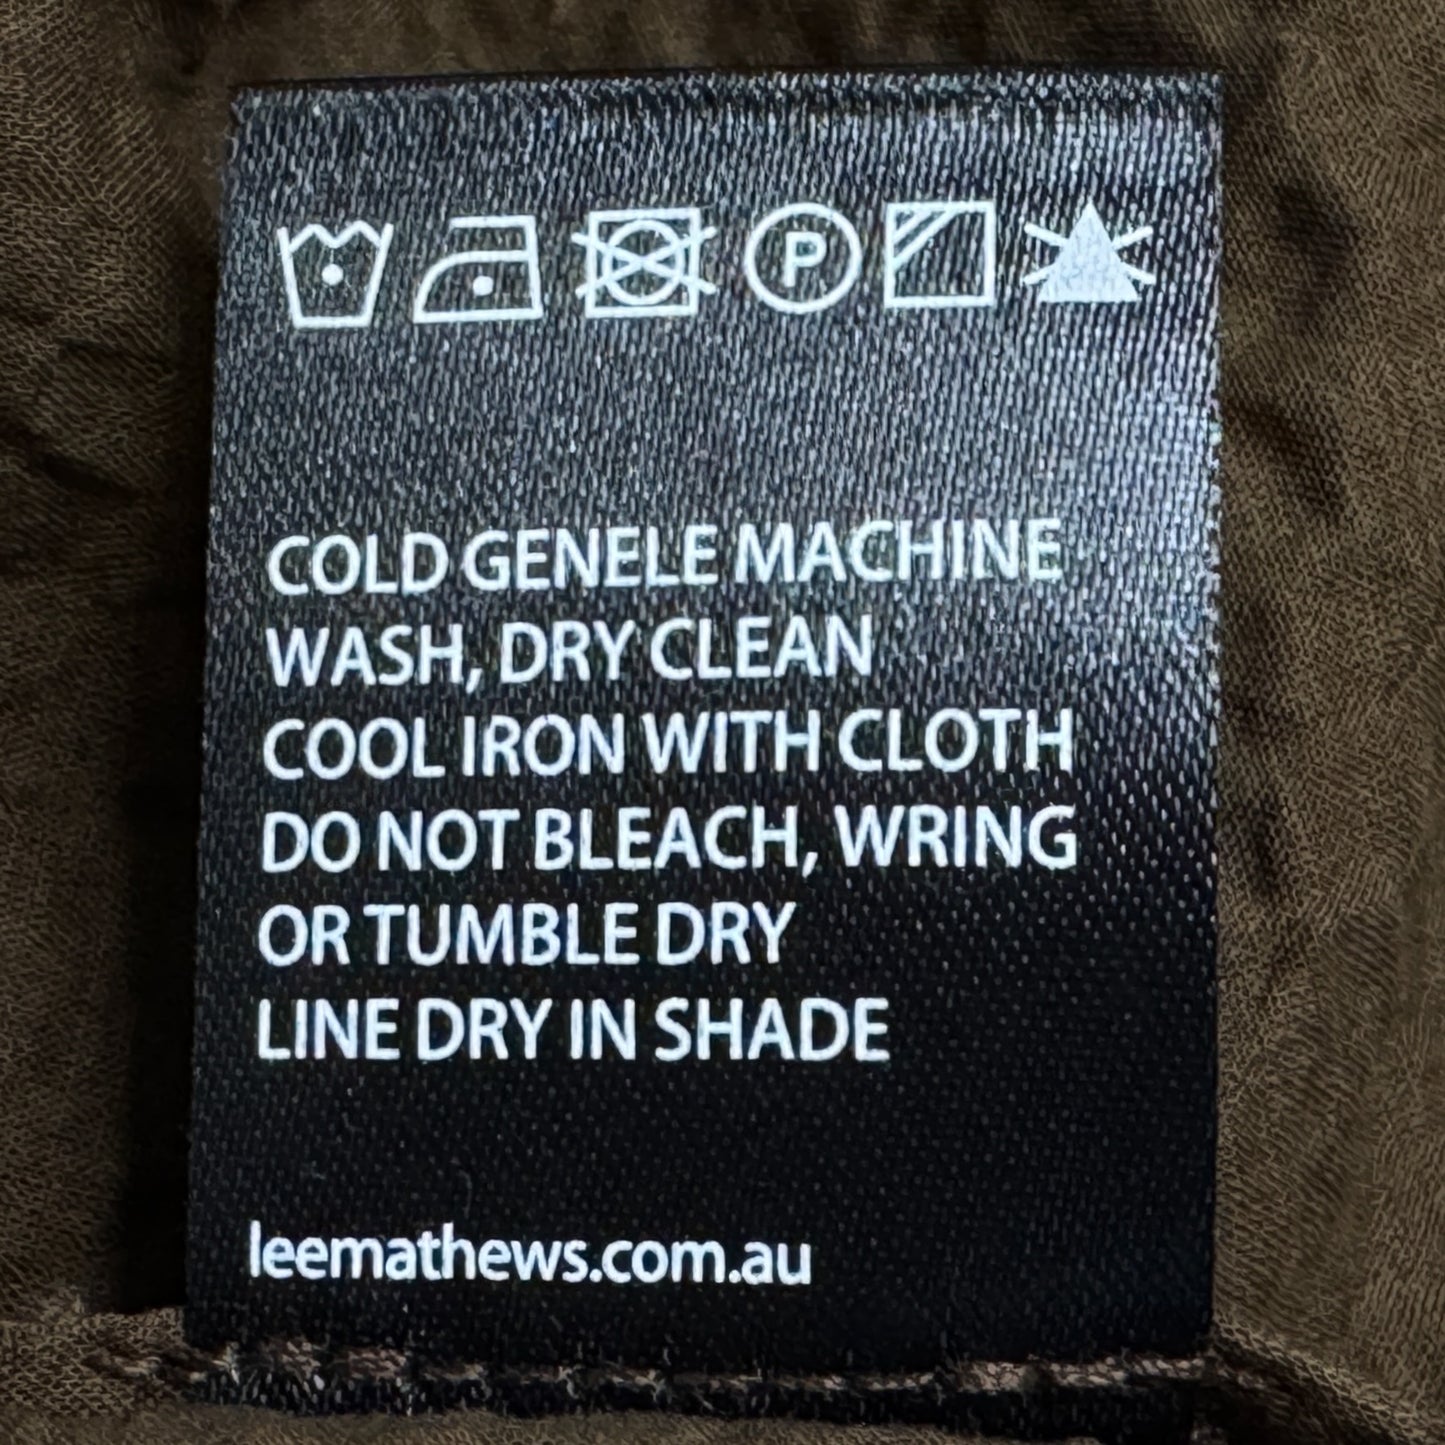 P
COLD GENELE MACHINE
WASH, DRY CLEAN
COOL IRON WITH CLOTH
DO NOT BLEACH, WRING
OR TUMBLE DRY
LINE DRY IN SHADE
leemathews.com.au